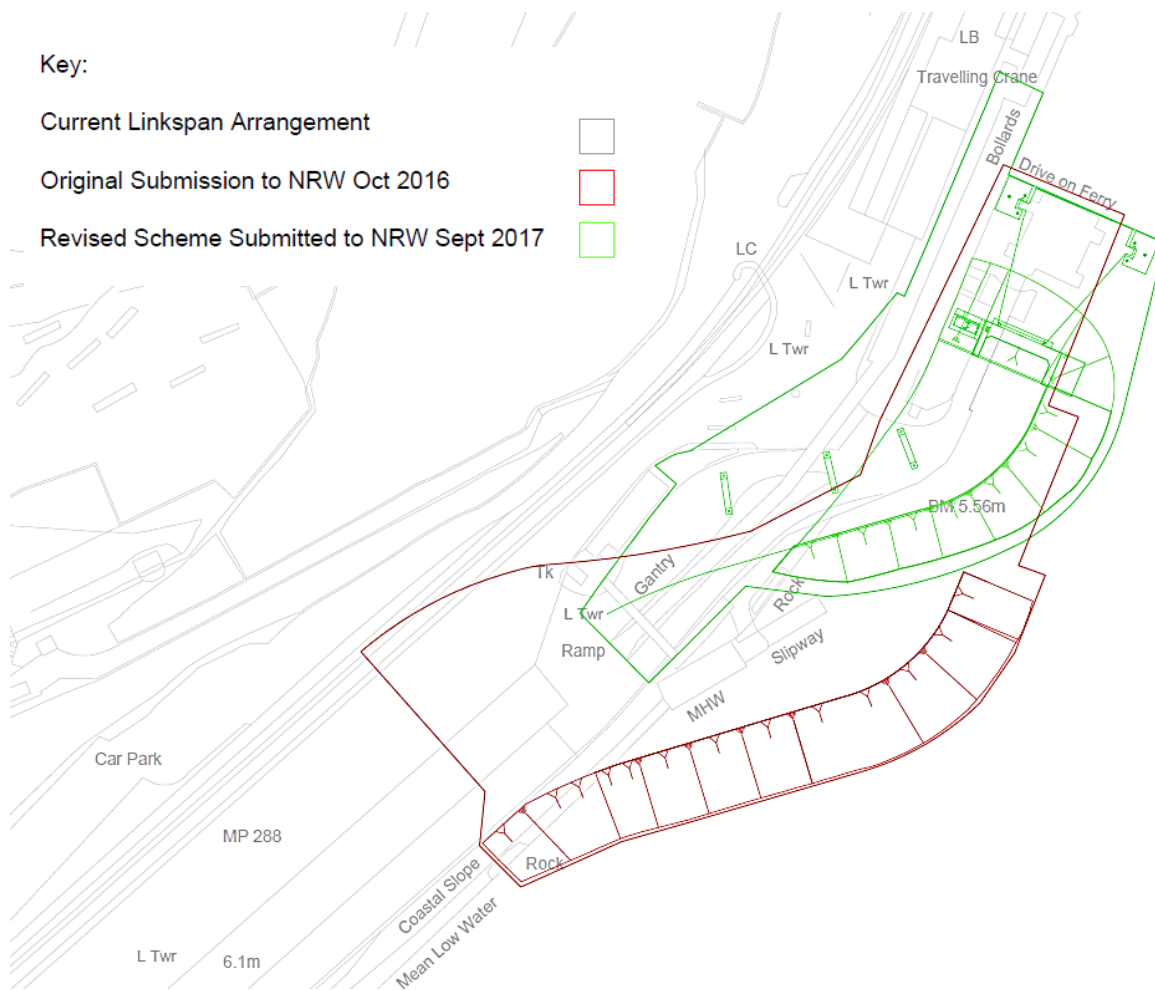 Key:
Current Linkspan Arrangement
Original Submission to NRW Oct 2016
Revised Scheme Submitted to NRW Sept 2017
LB
Travelling Crane
Bollards
Drive on Ferry
LC
L Twr
L Twr
BM 5.56m
Tk
Gantry
L Twr
Rock
Ramp
Slipway
MHW
Car Park
MP 288
Rock
Coastal Slope
Mean Low Water
L Twr
6.1m